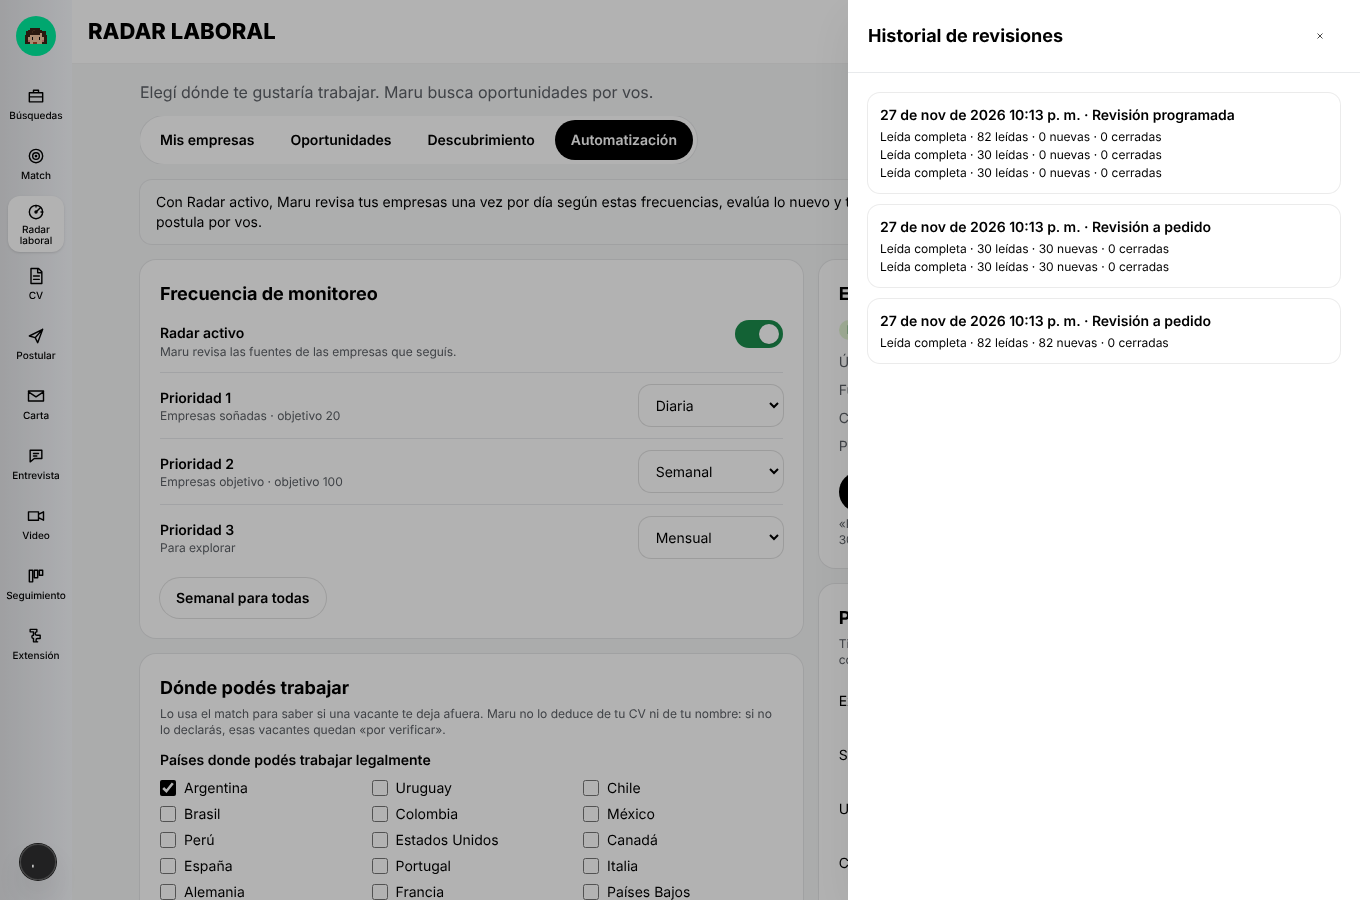 RADAR LABORAL
Búsquedas
Match
Radar
laboral
CV
Postular
Carta
Entrevista
Video
Seguimiento
Extensión
Elegí dónde te gustaría trabajar. Maru busca oportunidades por vos.
Mis empresas
Oportunidades
Descubrimiento
Automatización
Con Radar activo, Maru revisa tus empresas una vez por día según estas frecuencias, evalúa lo nuevo y
postula por vos.
Frecuencia de monitoreo
Radar activo
Maru revisa las fuentes de las empresas que seguís.
Prioridad 1
Empresas soñadas · objetivo 20
Diaria
Prioridad 2
Empresas objetivo · objetivo 100
Semanal
Prioridad 3
Para explorar
Mensual
Semanal para todas
Dónde podés trabajar
Lo usa el match para saber si una vacante te deja afuera. Maru no lo deduce de tu CV ni de tu nombre: si no
lo declarás, esas vacantes quedan «por verificar».
Países donde podés trabajar legalmente
Argentina
Uruguay
Chile
Brasil
Colombia
México
Perú
Estados Unidos
Canadá
España
Portugal
Italia
Alemania
Francia
Países Bajos
Historial de revisiones
×
27 de nov de 2026 10:13 p. m. · Revisión programada
Leída completa · 82 leídas · 0 nuevas · 0 cerradas
Leída completa · 30 leídas · 0 nuevas · 0 cerradas
Leída completa · 30 leídas · 0 nuevas · 0 cerradas
27 de nov de 2026 10:13 p. m. · Revisión a pedido
Leída completa · 30 leídas · 30 nuevas · 0 cerradas
Leída completa · 30 leídas · 30 nuevas · 0 cerradas
27 de nov de 2026 10:13 p. m. · Revisión a pedido
Leída completa · 82 leídas · 82 nuevas · 0 cerradas